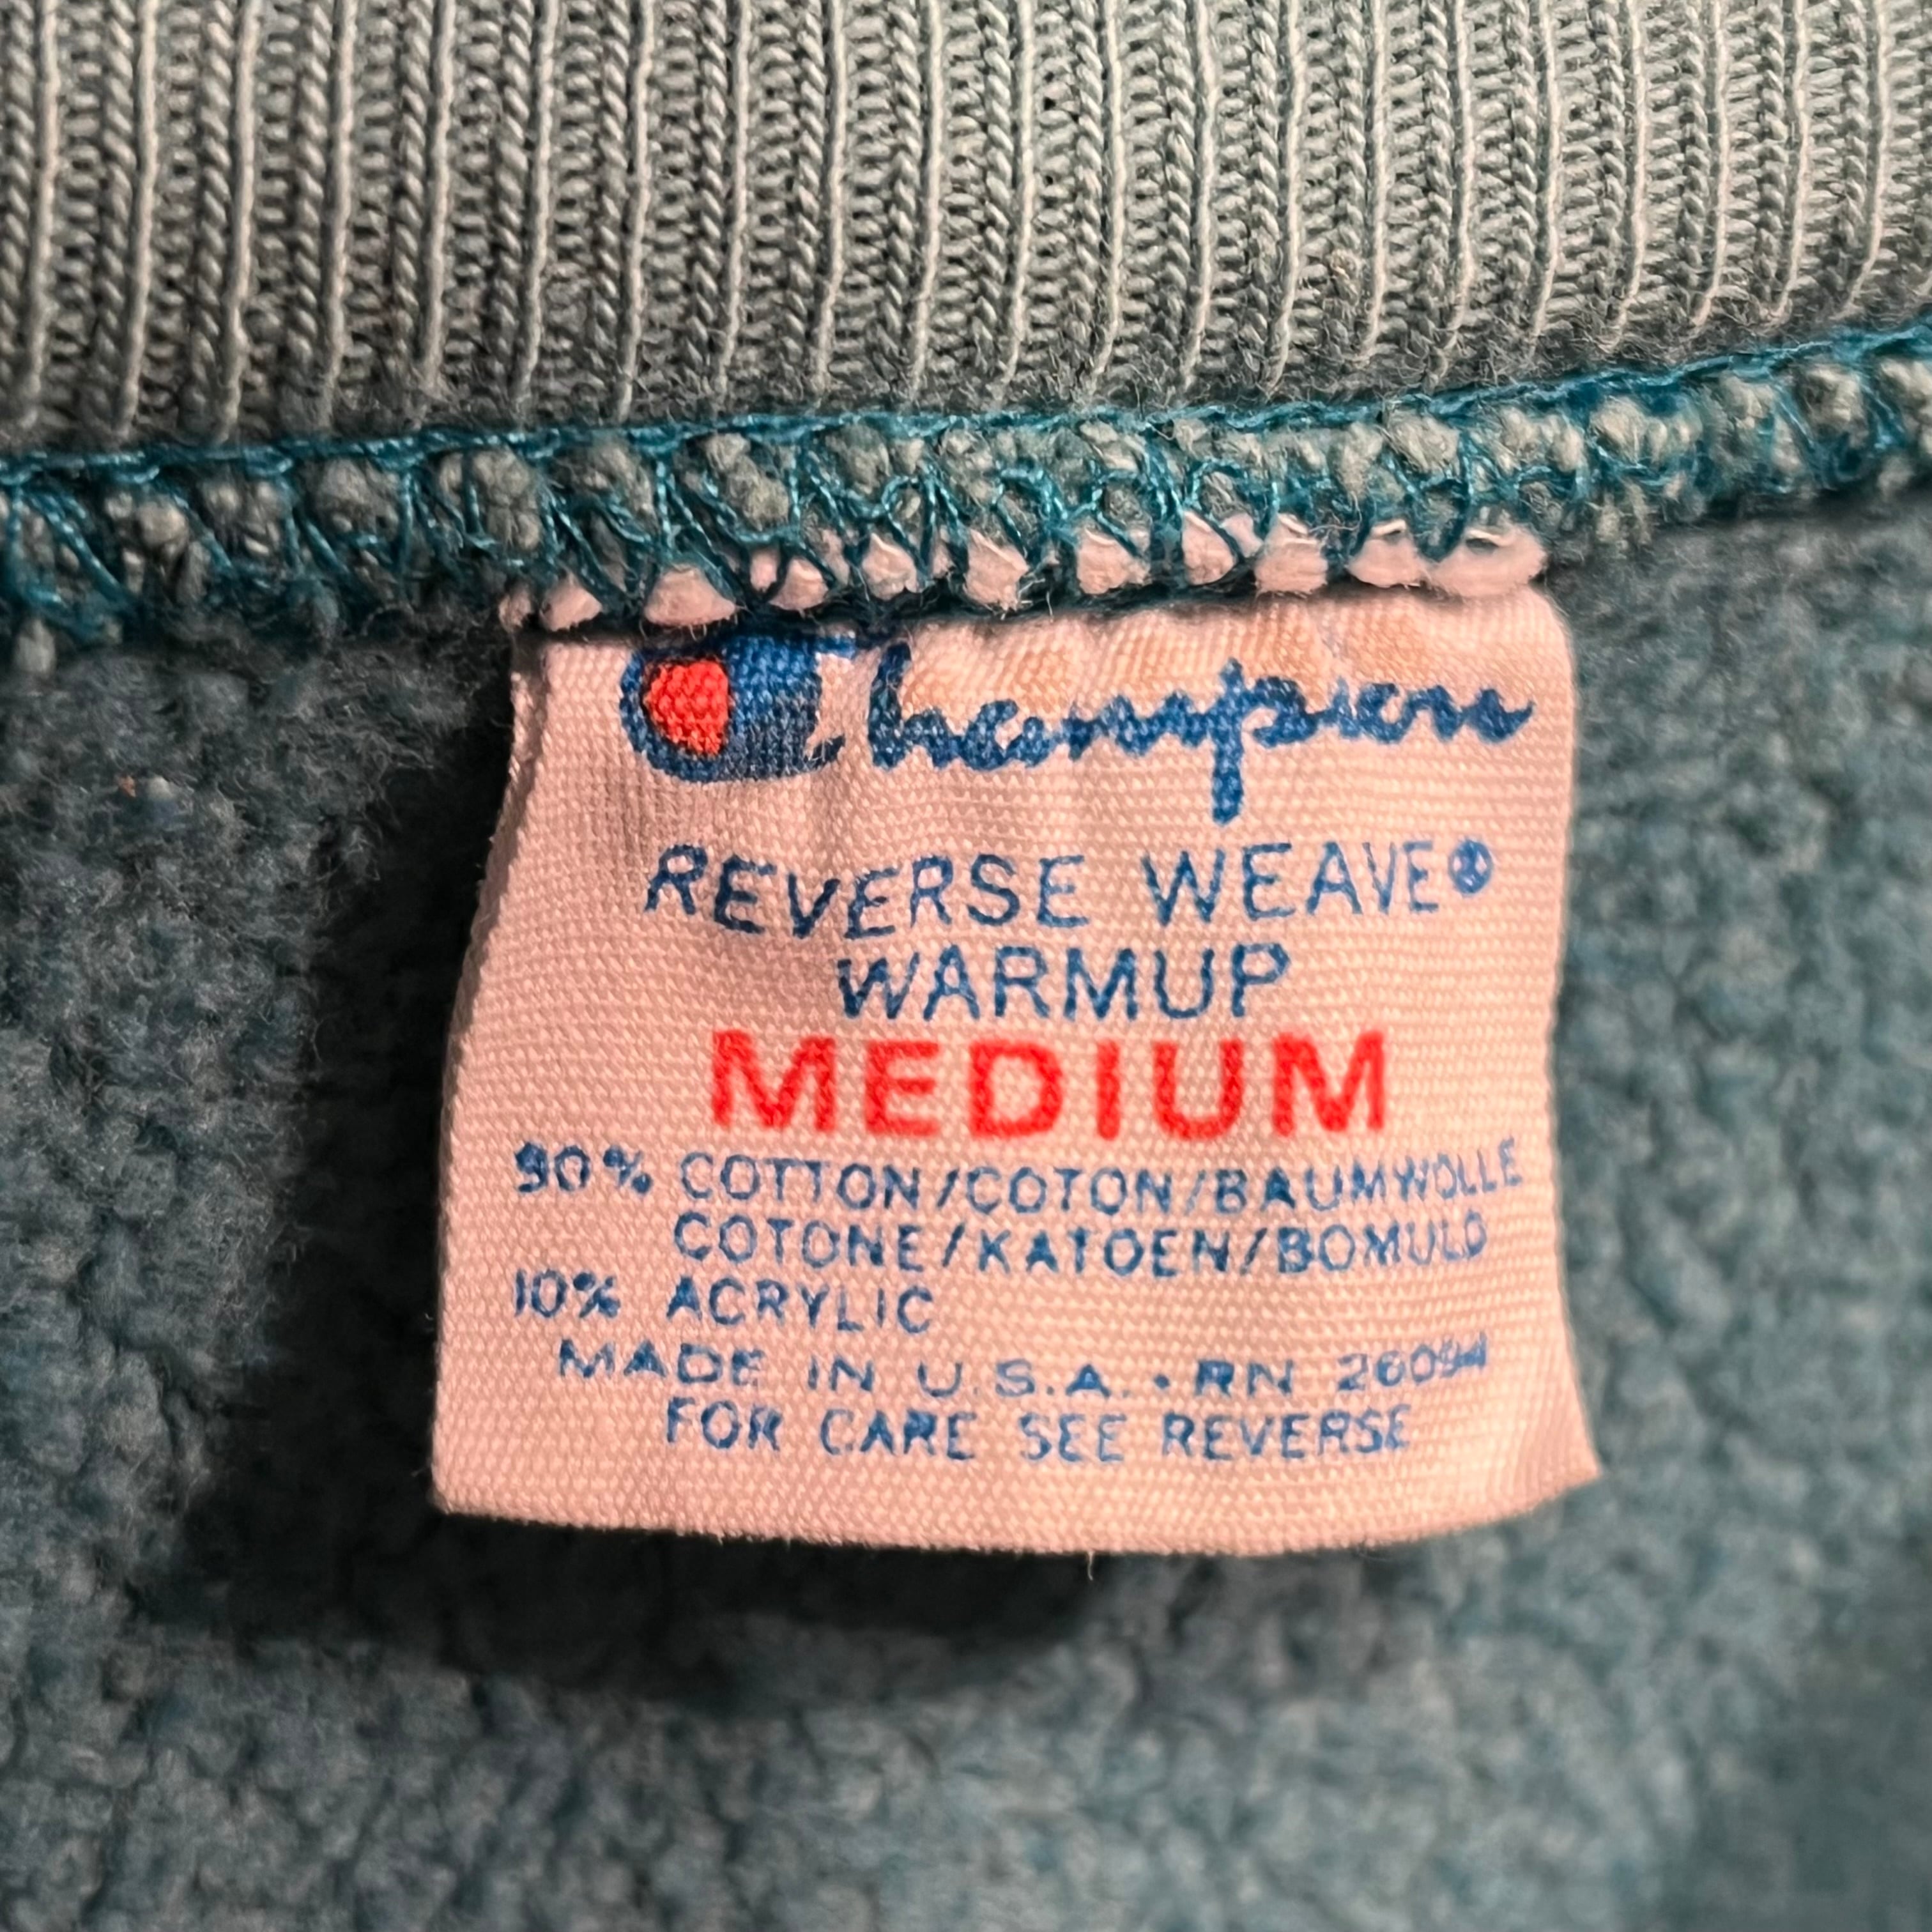 Champion
REVERSE WEAVE®
WARMUP
MEDIUM
90% COTTON/COTON/BAUMWOLLE
COTONE/KATOEN/BOMULD
10% ACRYLIC
MADE IN U.S.A. · RN 26094
FOR CARE SEE REVERSE